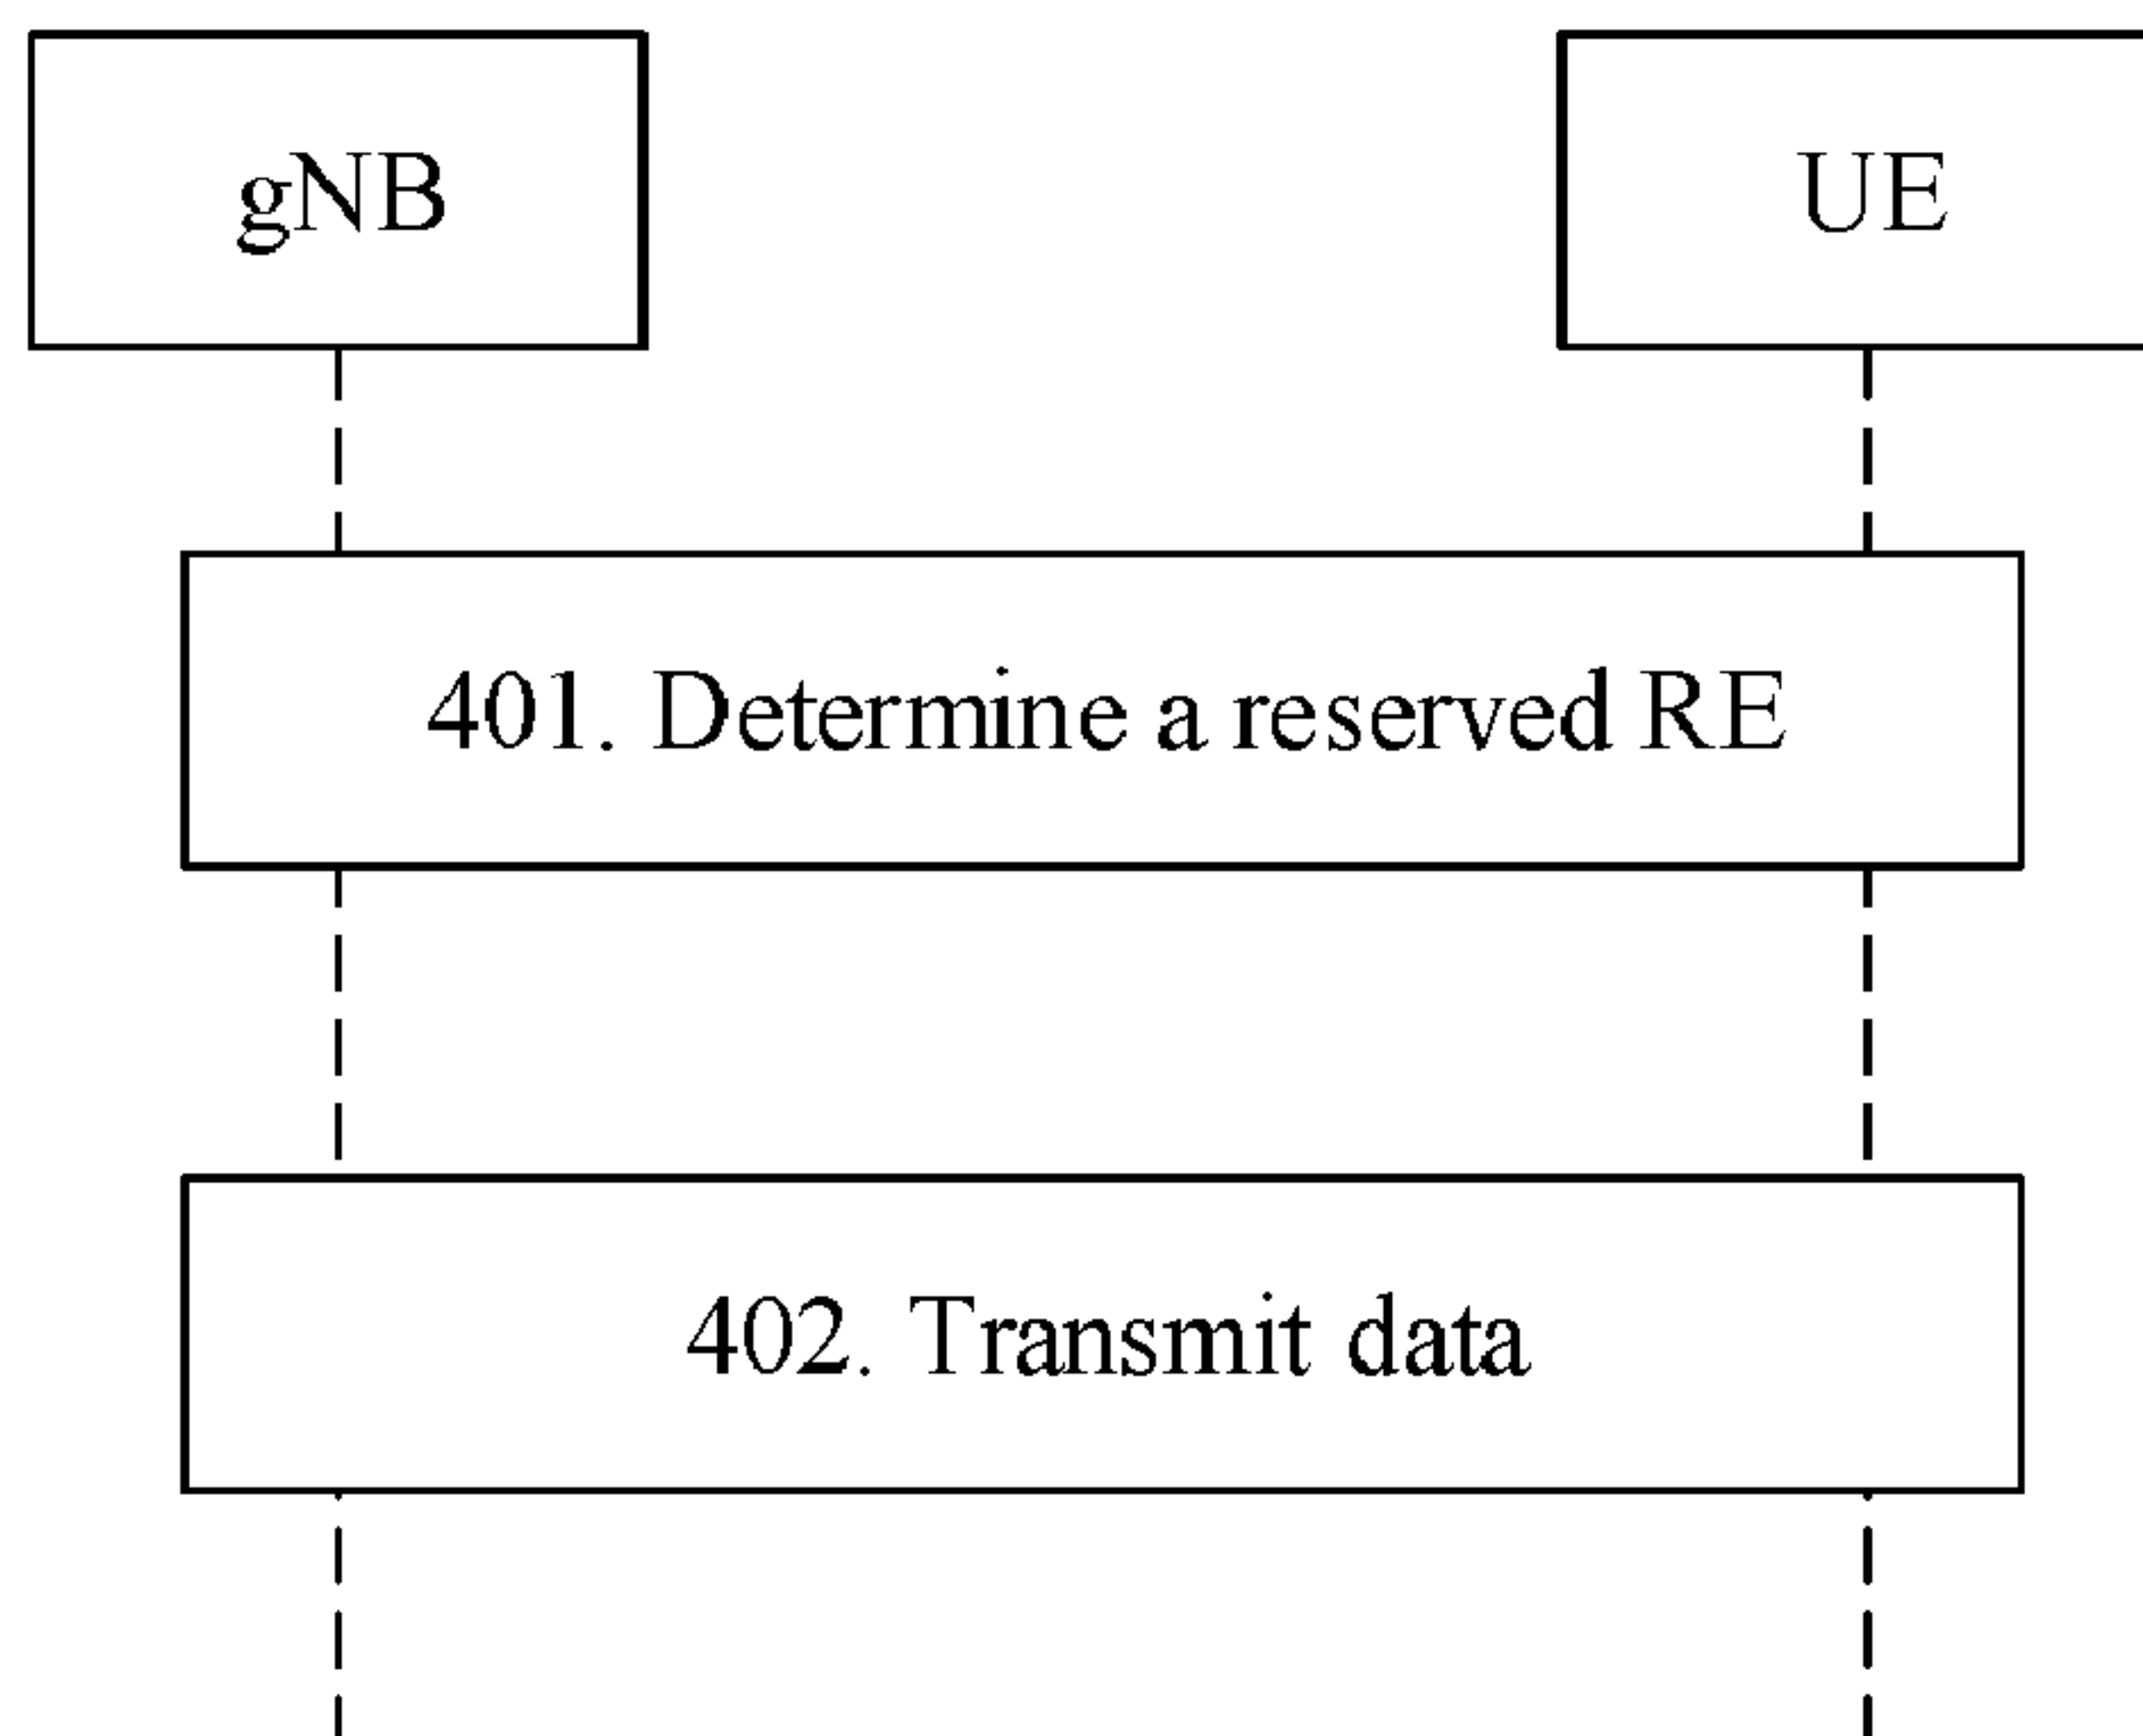 gNB
UE
401. Determine a reserved RE
402. Transmit data